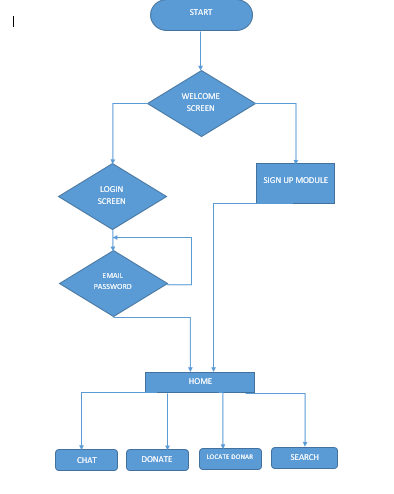 START
WELCOME
SCREEN
LOGIN
SCREEN
SIGN UP MODULE
EMAIL
PASSWORD
HOME
CHAT
DONATE
LOCATE DONAR
SEARCH